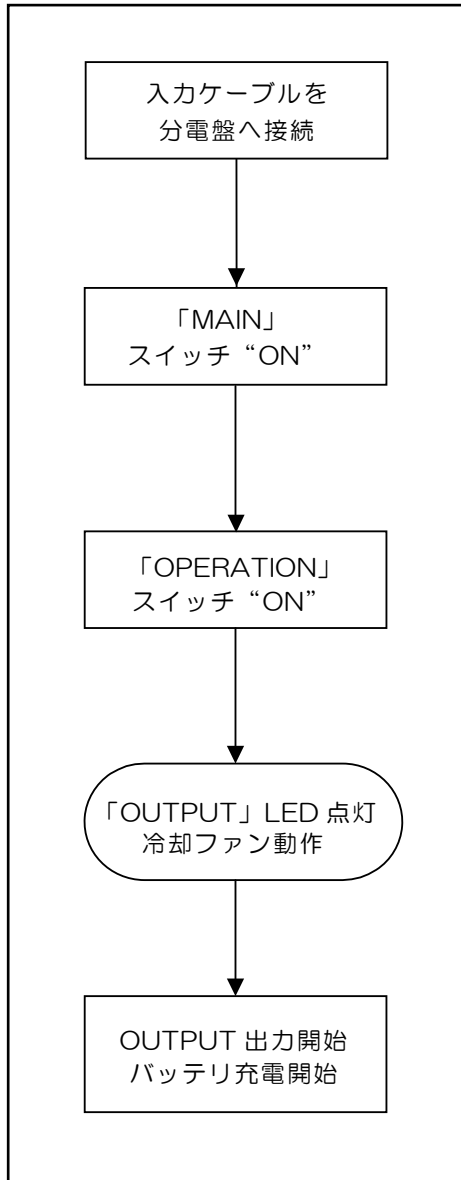 入力ケーブルを
分電盤へ接続
「MAIN」
スイッチ“ON”
「OPERATION」
スイッチ“ON”
「OUTPUT」LED 点灯
冷却ファン動作
OUTPUT 出力開始
バッテリ充電開始